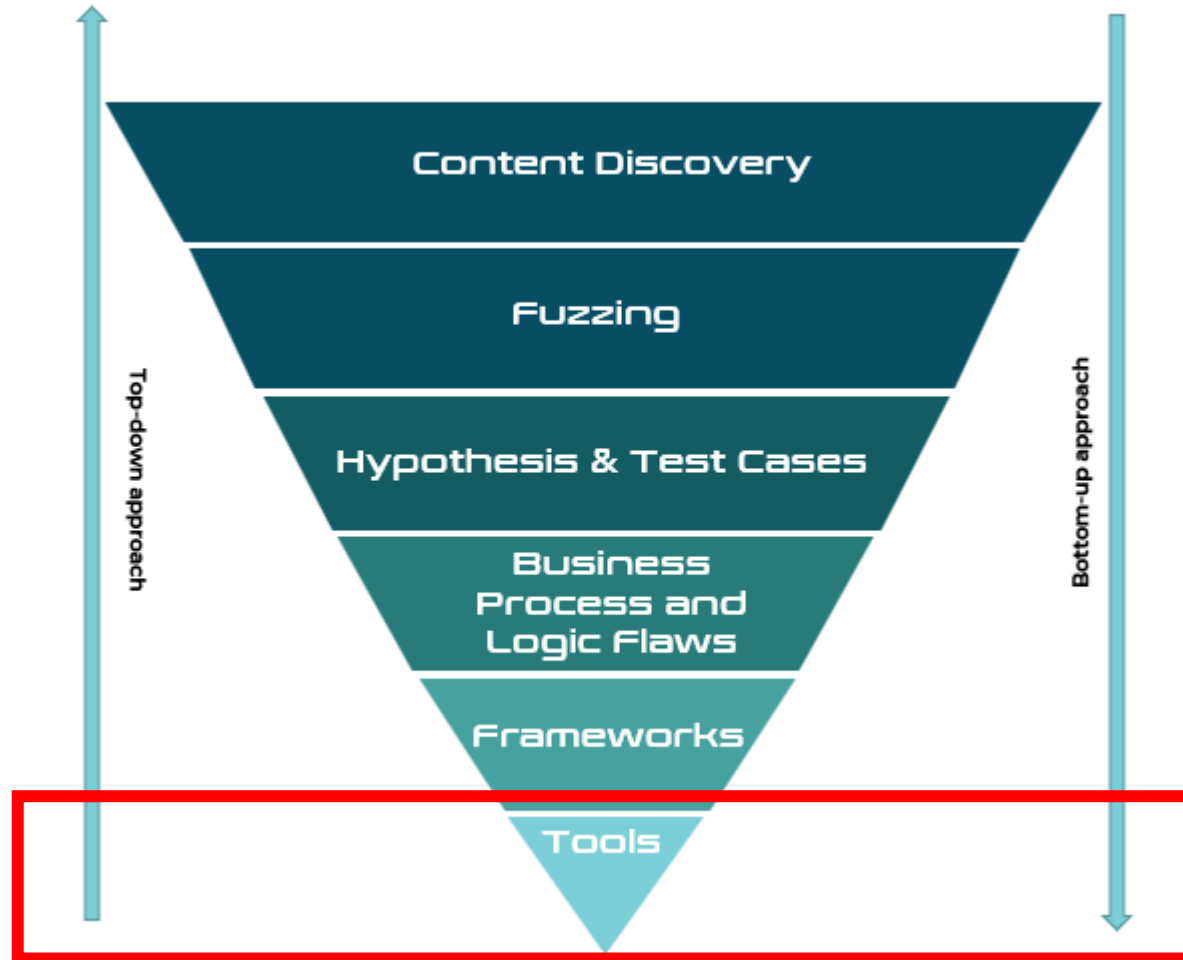 Content Discovery
Fuzzing
Top-down approach
Bottom-up approach
Hypothesis & Test Cases
Business
Process and
Logic Flaws
Frameworks
Tools